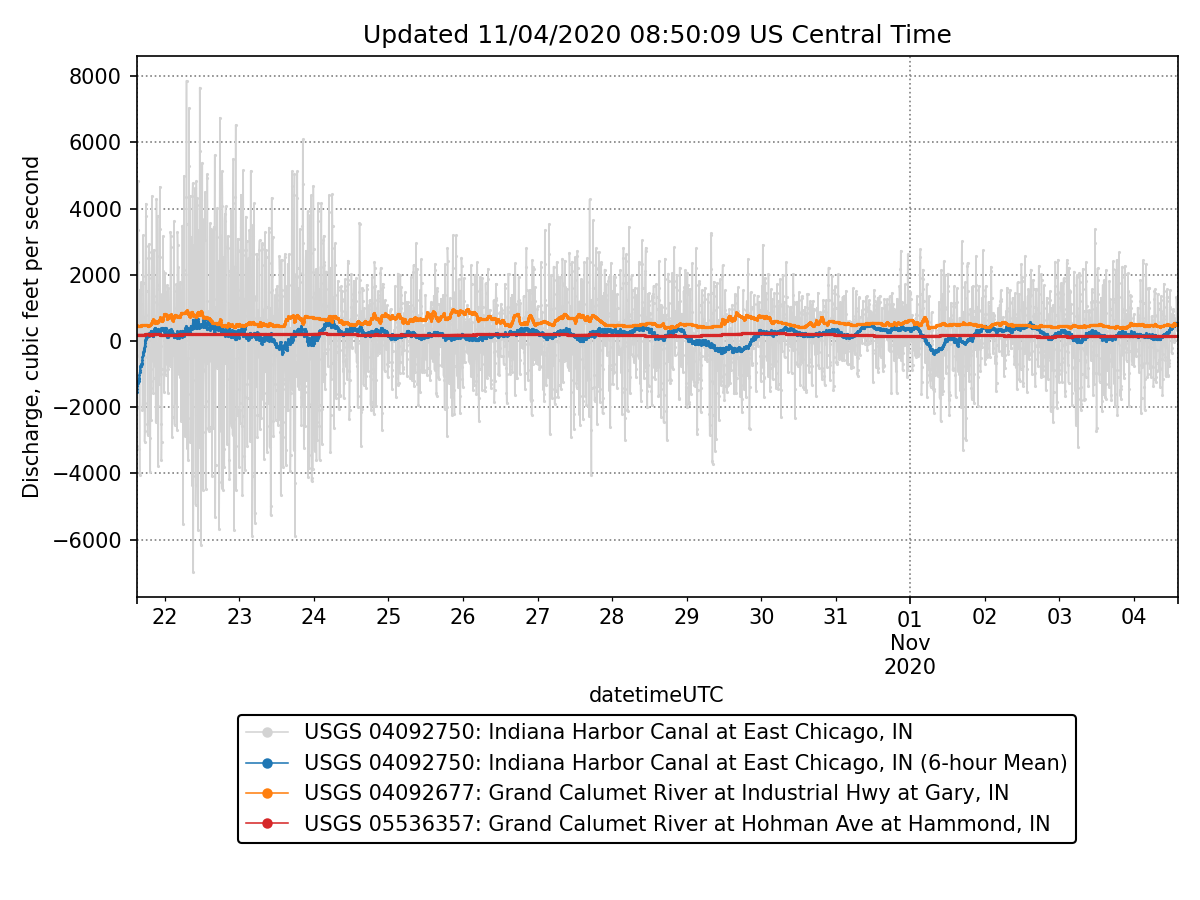 Updated 11/04/2020 08:50:09 US Central Time
Discharge, cubic feet per second
8000
6000
4000
2000
0
−2000
−4000
−6000
22 23 24 25 26 27 28 29 30 31 01 02 03 04
Nov
2020
datetimeUTC
USGS 04092750: Indiana Harbor Canal at East Chicago, IN
USGS 04092750: Indiana Harbor Canal at East Chicago, IN (6-hour Mean)
USGS 04092677: Grand Calumet River at Industrial Hwy at Gary, IN
USGS 05536357: Grand Calumet River at Hohman Ave at Hammond, IN